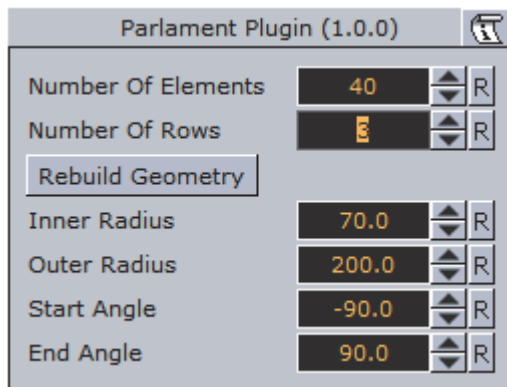 Parlament Plugin (1.0.0)
Number Of Elements 40 R
Number Of Rows 3 R
Rebuild Geometry
Inner Radius 70.0 R
Outer Radius 200.0 R
Start Angle -90.0 R
End Angle 90.0 R